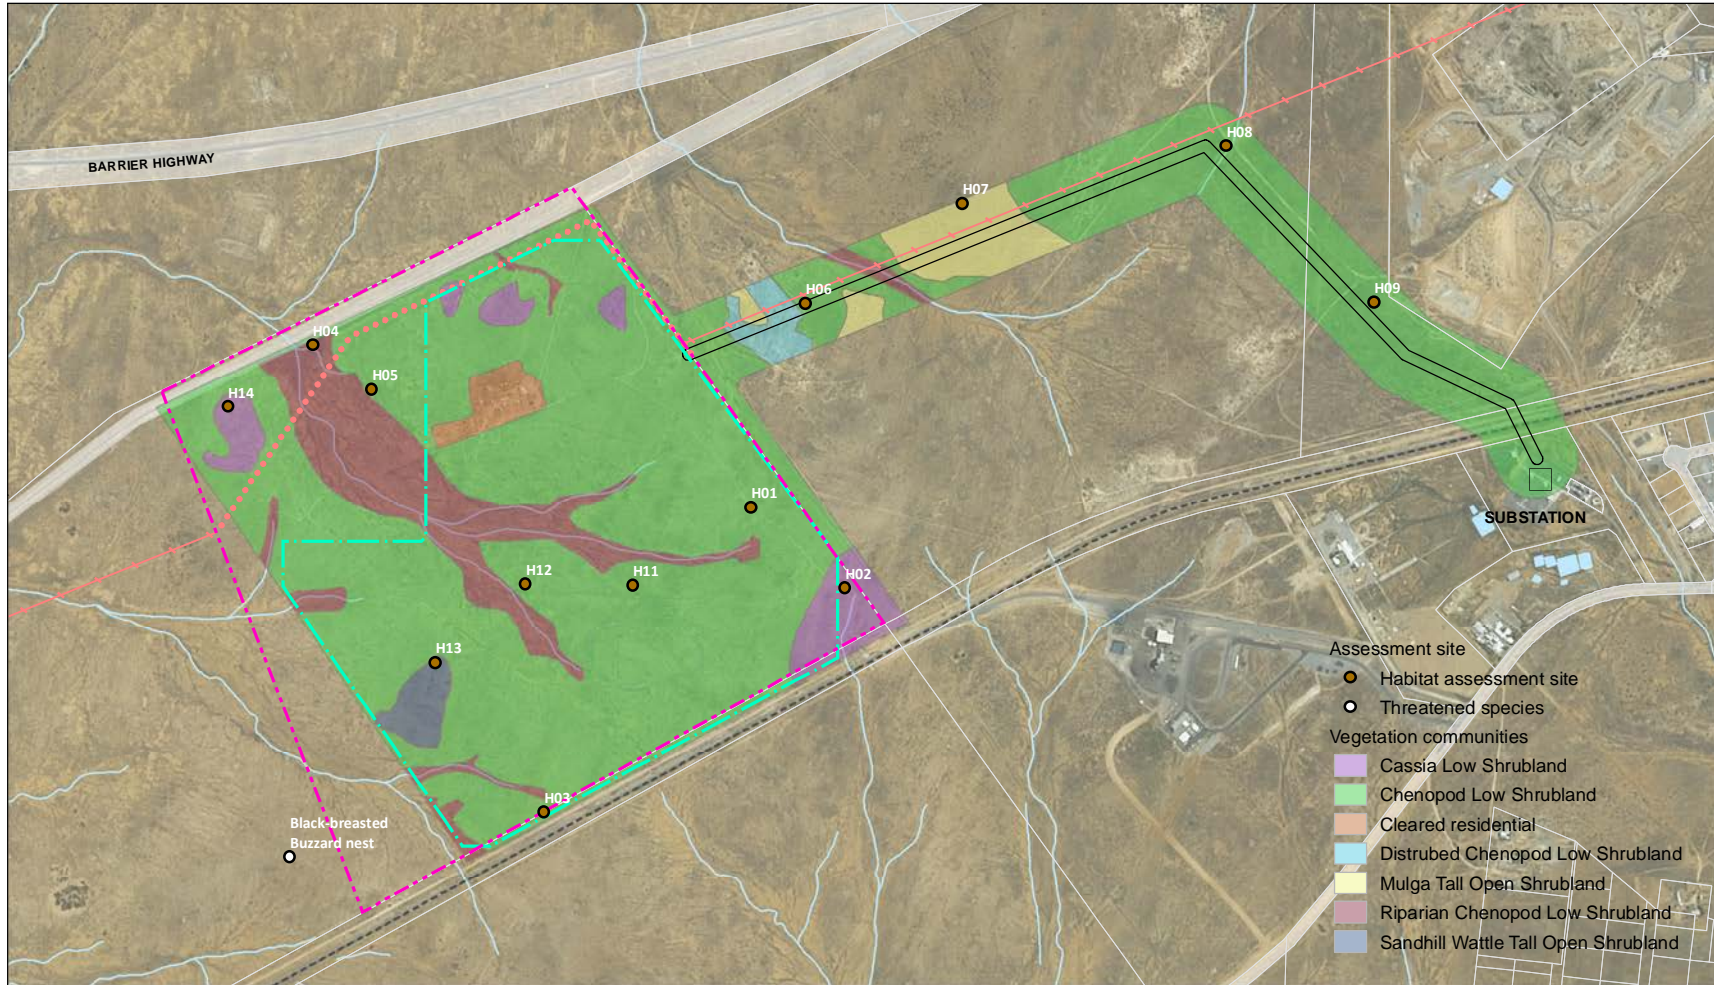 BARRIER HIGHWAY
H08
H07
H06
H09
H04
H05
H14
H01
SUBSTATION
H12
H11
H02
H13
H03
Black-breasted
Buzzard nest
Assessment site
Habitat assessment site
Threatened species
Vegetation communities
Cassia Low Shrubland
Chenopod Low Shrubland
Cleared residential
Distrubed Chenopod Low Shrubland
Mulga Tall Open Shrubland
Riparian Chenopod Low Shrubland
Sandhill Wattle Tall Open Shrubland